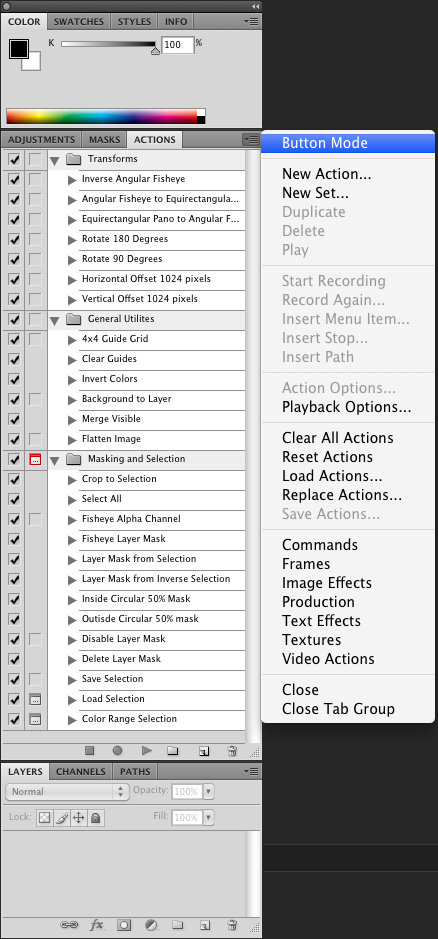 COLOR SWATCHES STYLES INFO
K 100 %
ADJUSTMENTS MASKS ACTIONS
Transforms
Inverse Angular Fisheye
Angular Fisheye to Equirectangula...
Equirectangular Pano to Angular F...
Rotate 180 Degrees
Rotate 90 Degrees
Horizontal Offset 1024 pixels
Vertical Offset 1024 pixels
General Utilites
4x4 Guide Grid
Clear Guides
Invert Colors
Background to Layer
Merge Visible
Flatten Image
Masking and Selection
Crop to Selection
Select All
Fisheye Alpha Channel
Fisheye Layer Mask
Layer Mask from Selection
Layer Mask from Inverse Selection
Inside Circular 50% Mask
Outisde Circular 50% mask
Disable Layer Mask
Delete Layer Mask
Save Selection
Load Selection
Color Range Selection
Button Mode
New Action...
New Set...
Duplicate
Delete
Play
Start Recording
Record Again...
Insert Menu Item...
Insert Stop...
Insert Path
Action Options...
Playback Options...
Clear All Actions
Reset Actions
Load Actions...
Replace Actions...
Save Actions...
Commands
Frames
Image Effects
Production
Text Effects
Textures
Video Actions
Close
Close Tab Group
LAYERS CHANNELS PATHS
Normal Opacity: 100%
Lock: Fill: 100%
fx